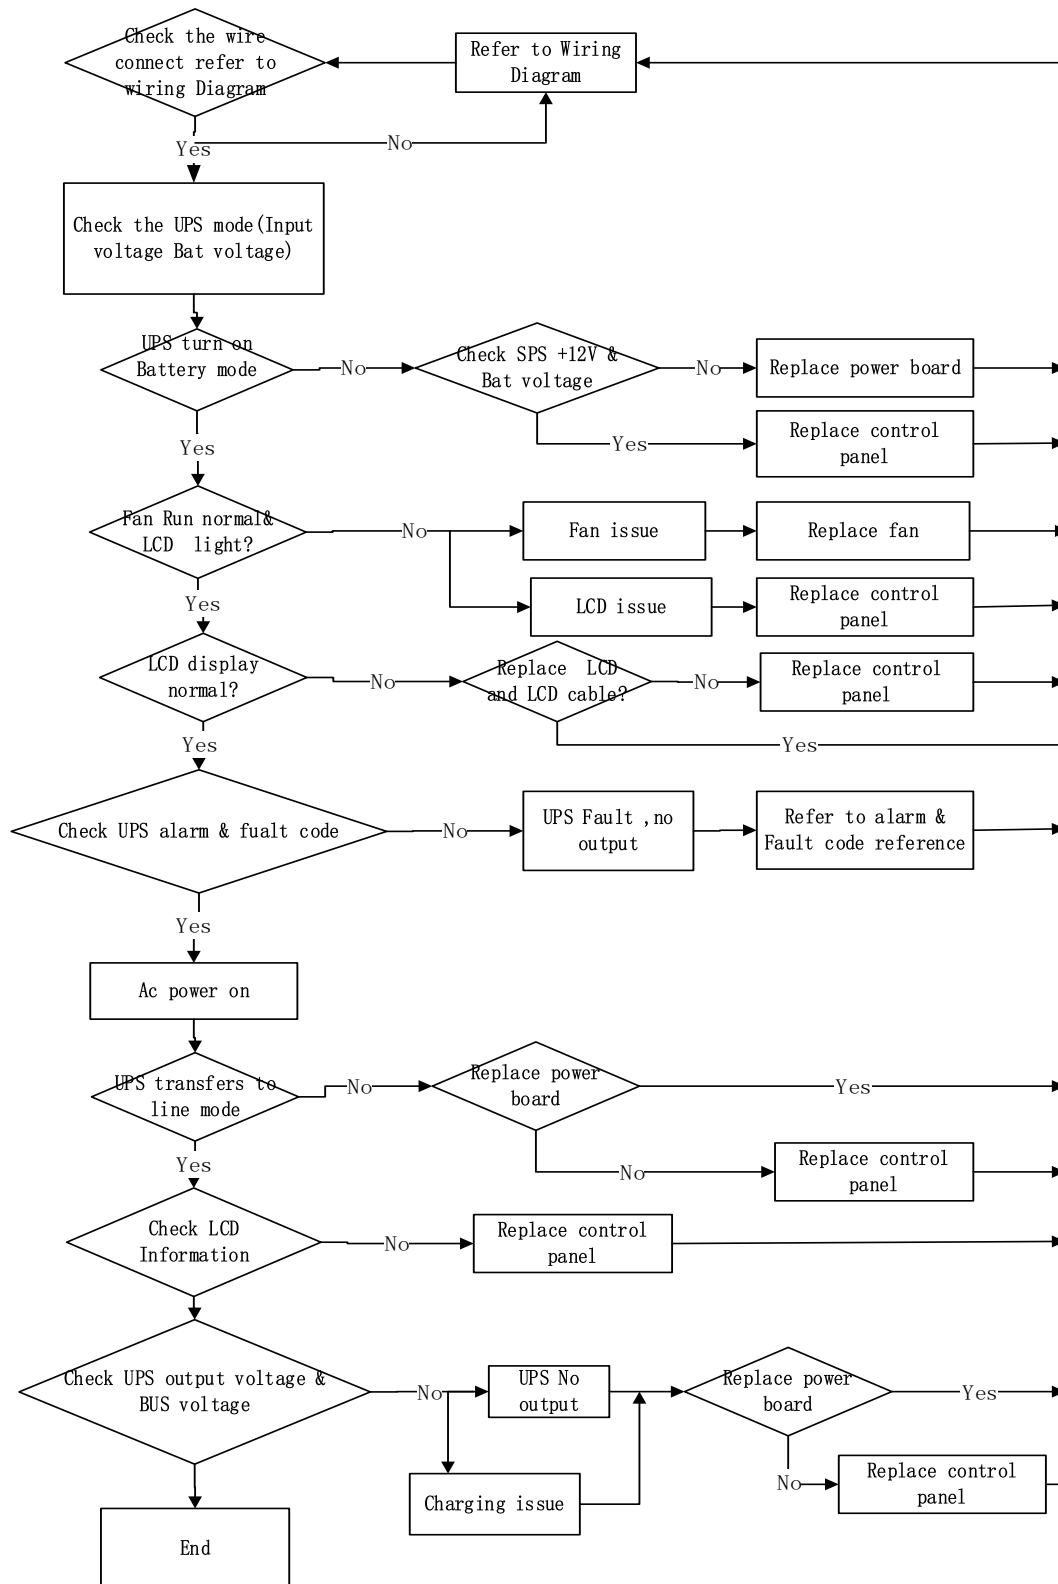 Check the wire
connect refer to
wiring Diagram
Refer to Wiring
Diagram
Yes
No
Check the UPS mode(Input
voltage Bat voltage)
UPS turn on
Battery mode
No
Check SPS +12V &
Bat voltage
No
Replace power board
Yes
Replace control
panel
Yes
Fan Run normal&
LCD light?
No
Fan issue
Replace fan
LCD issue
Replace control
panel
Yes
LCD display
normal?
No
Replace LCD
and LCD cable?
No
Replace control
panel
Yes
Yes
Check UPS alarm & fualt code
No
UPS Fault ,no
output
Refer to alarm &
Fault code reference
Yes
Ac power on
UPS transfers to
line mode
No
Replace power
board
Yes
No
Replace control
panel
Yes
Check LCD
Information
No
Replace control
panel
Check UPS output voltage &
BUS voltage
No
UPS No
output
Replace power
board
Yes
Charging issue
No
Replace control
panel
End